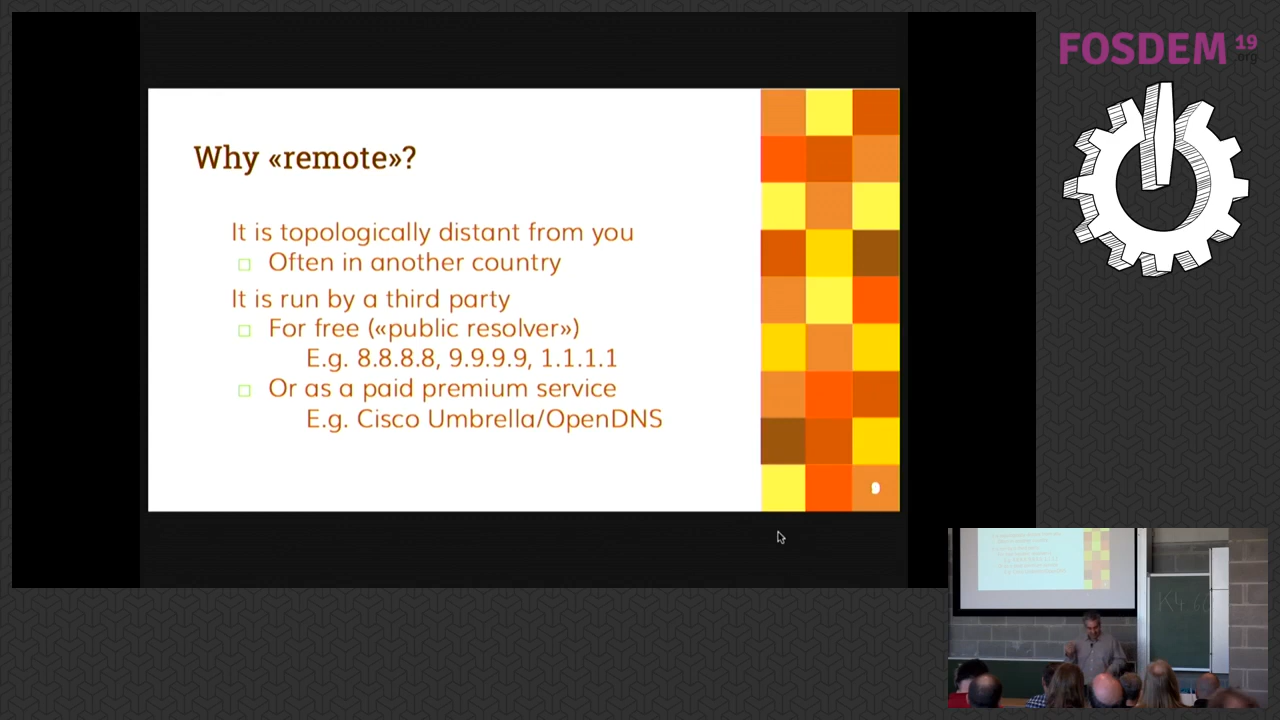 Why «remote»?
It is topologically distant from you
Often in another country
It is run by a third party
For free («public resolver»)
E.g. 8.8.8.8, 9.9.9.9, 1.1.1.1
Or as a paid premium service
E.g. Cisco Umbrella/OpenDNS
9
FOSDEM 19
.org